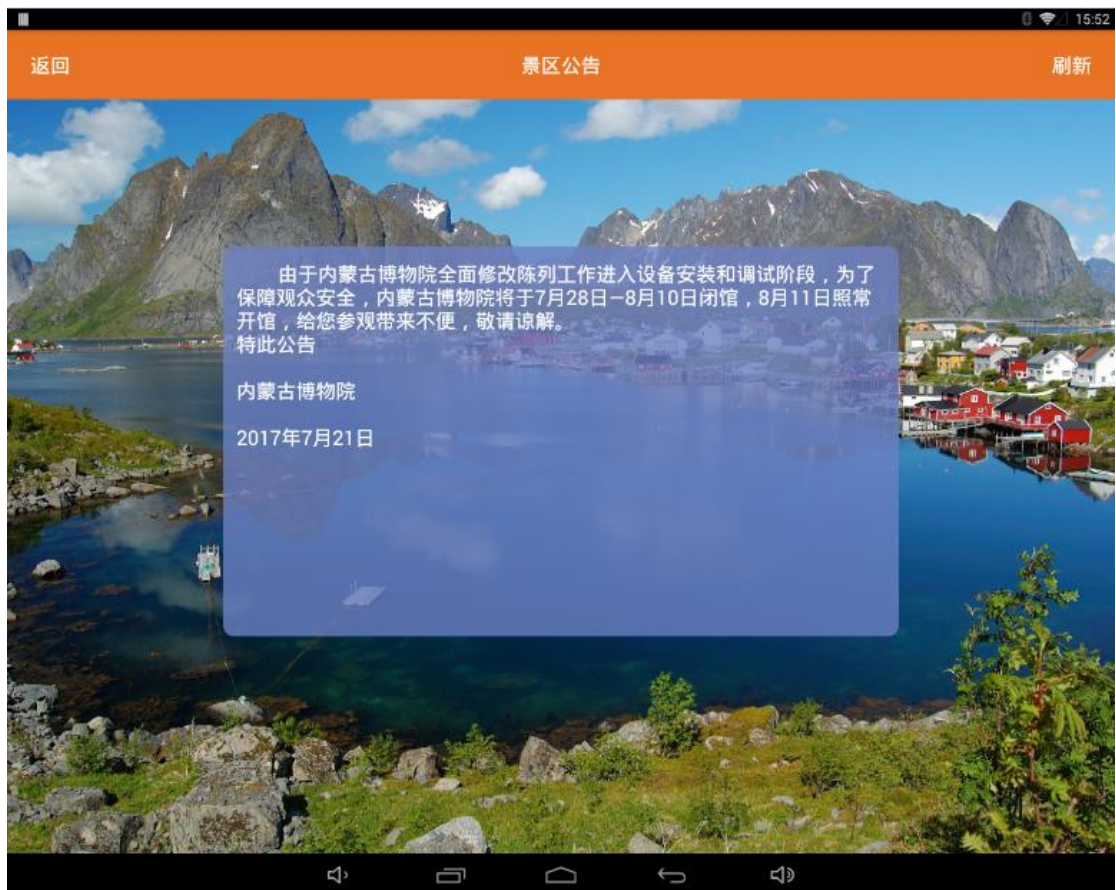 15:52
返回
景区公告
刷新
由于内蒙古博物院全面修改陈列工作进入设备安装和调试阶段，为了
保障观众安全，内蒙古博物院将于7月28日—8月10日闭馆，8月11日照常
开馆，给您参观带来不便，敬请谅解。
特此公告
内蒙古博物院
2017年7月21日